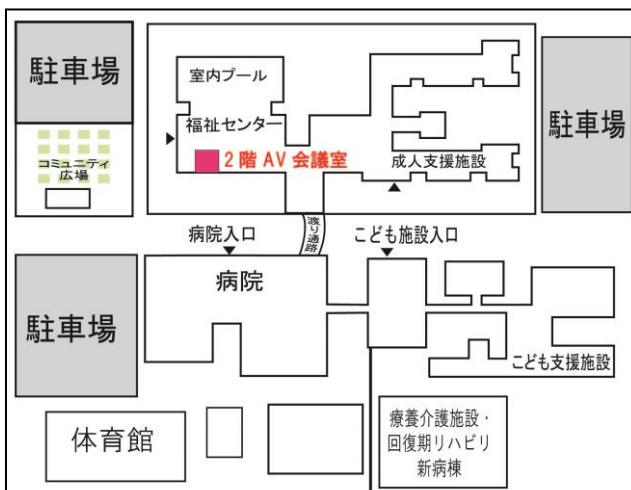 駐車場
室内プール
福祉センター
2階 AV 会議室
成人支援施設
駐車場
コミュニティ
広場
渡り通路
病院入口
こども施設入口
病院
駐車場
こども支援施設
体育館
療養介護施設・
回復期リハビリ
新病棟